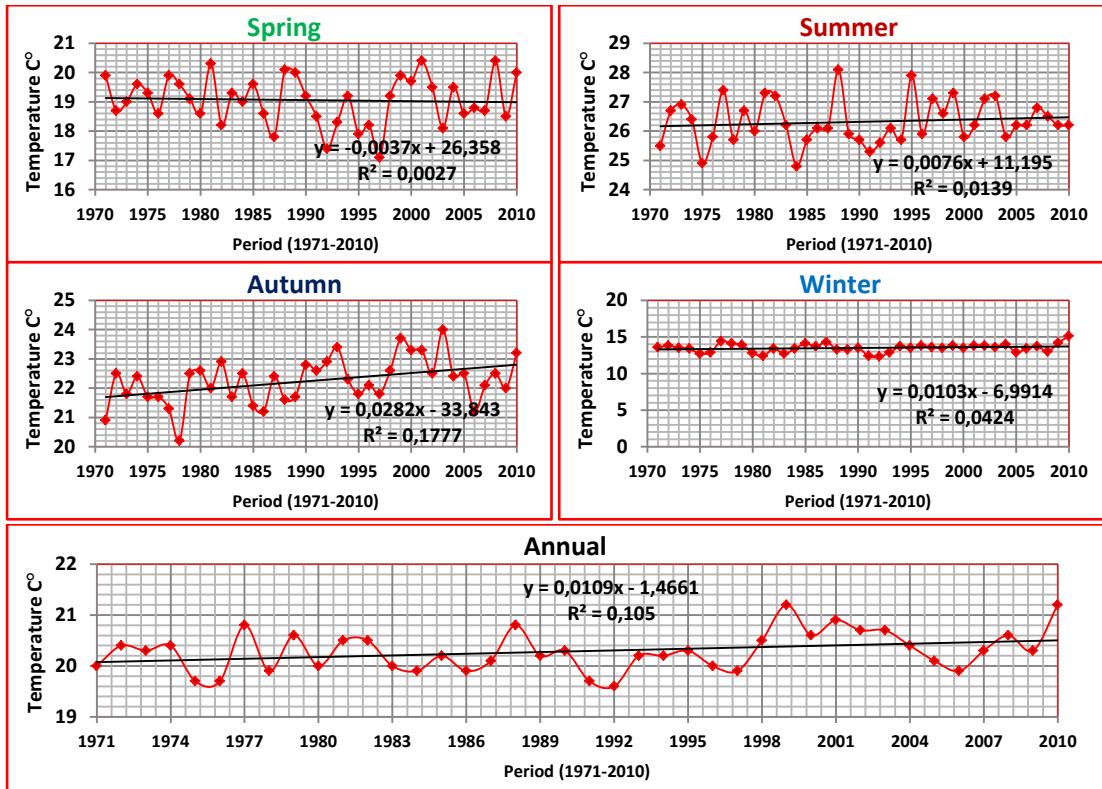 Spring
Temperature C°
21
20
19
18
17
16
y = -0,0037x + 26,358
R² = 0,0027
1970 1975 1980 1985 1990 1995 2000 2005 2010
Period (1971-2010)
Summer
Temperature C°
29
28
27
26
25
24
y = 0,0076x + 11,195
R² = 0,0139
1970 1975 1980 1985 1990 1995 2000 2005 2010
Period (1971-2010)
Autumn
Temperature C°
25
24
23
22
21
20
y = 0,0282x - 33,843
R² = 0,1777
1970 1975 1980 1985 1990 1995 2000 2005 2010
Period (1971-2010)
Winter
Temperature C°
20
15
10
5
0
y = 0,0103x - 6,9914
R² = 0,0424
1970 1975 1980 1985 1990 1995 2000 2005 2010
Period (1971-2010)
Annual
Temperature C°
22
21
20
19
y = 0,0109x - 1,4661
R² = 0,105
1971 1974 1977 1980 1983 1986 1989 1992 1995 1998 2001 2004 2007 2010
Period (1971-2010)